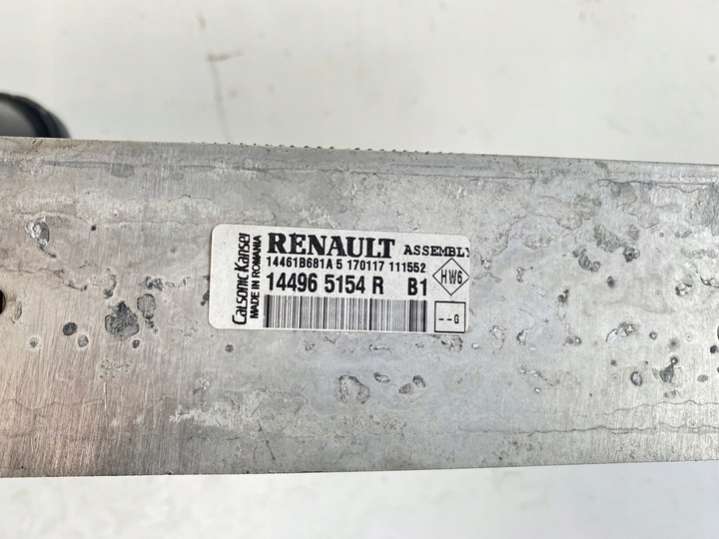 Calsonic Kansei
MADE IN ROMANIA
RENAULT ASSEMBLY
14461B681A 5 170117 111552
14496 5154 R B1
HW6
--G